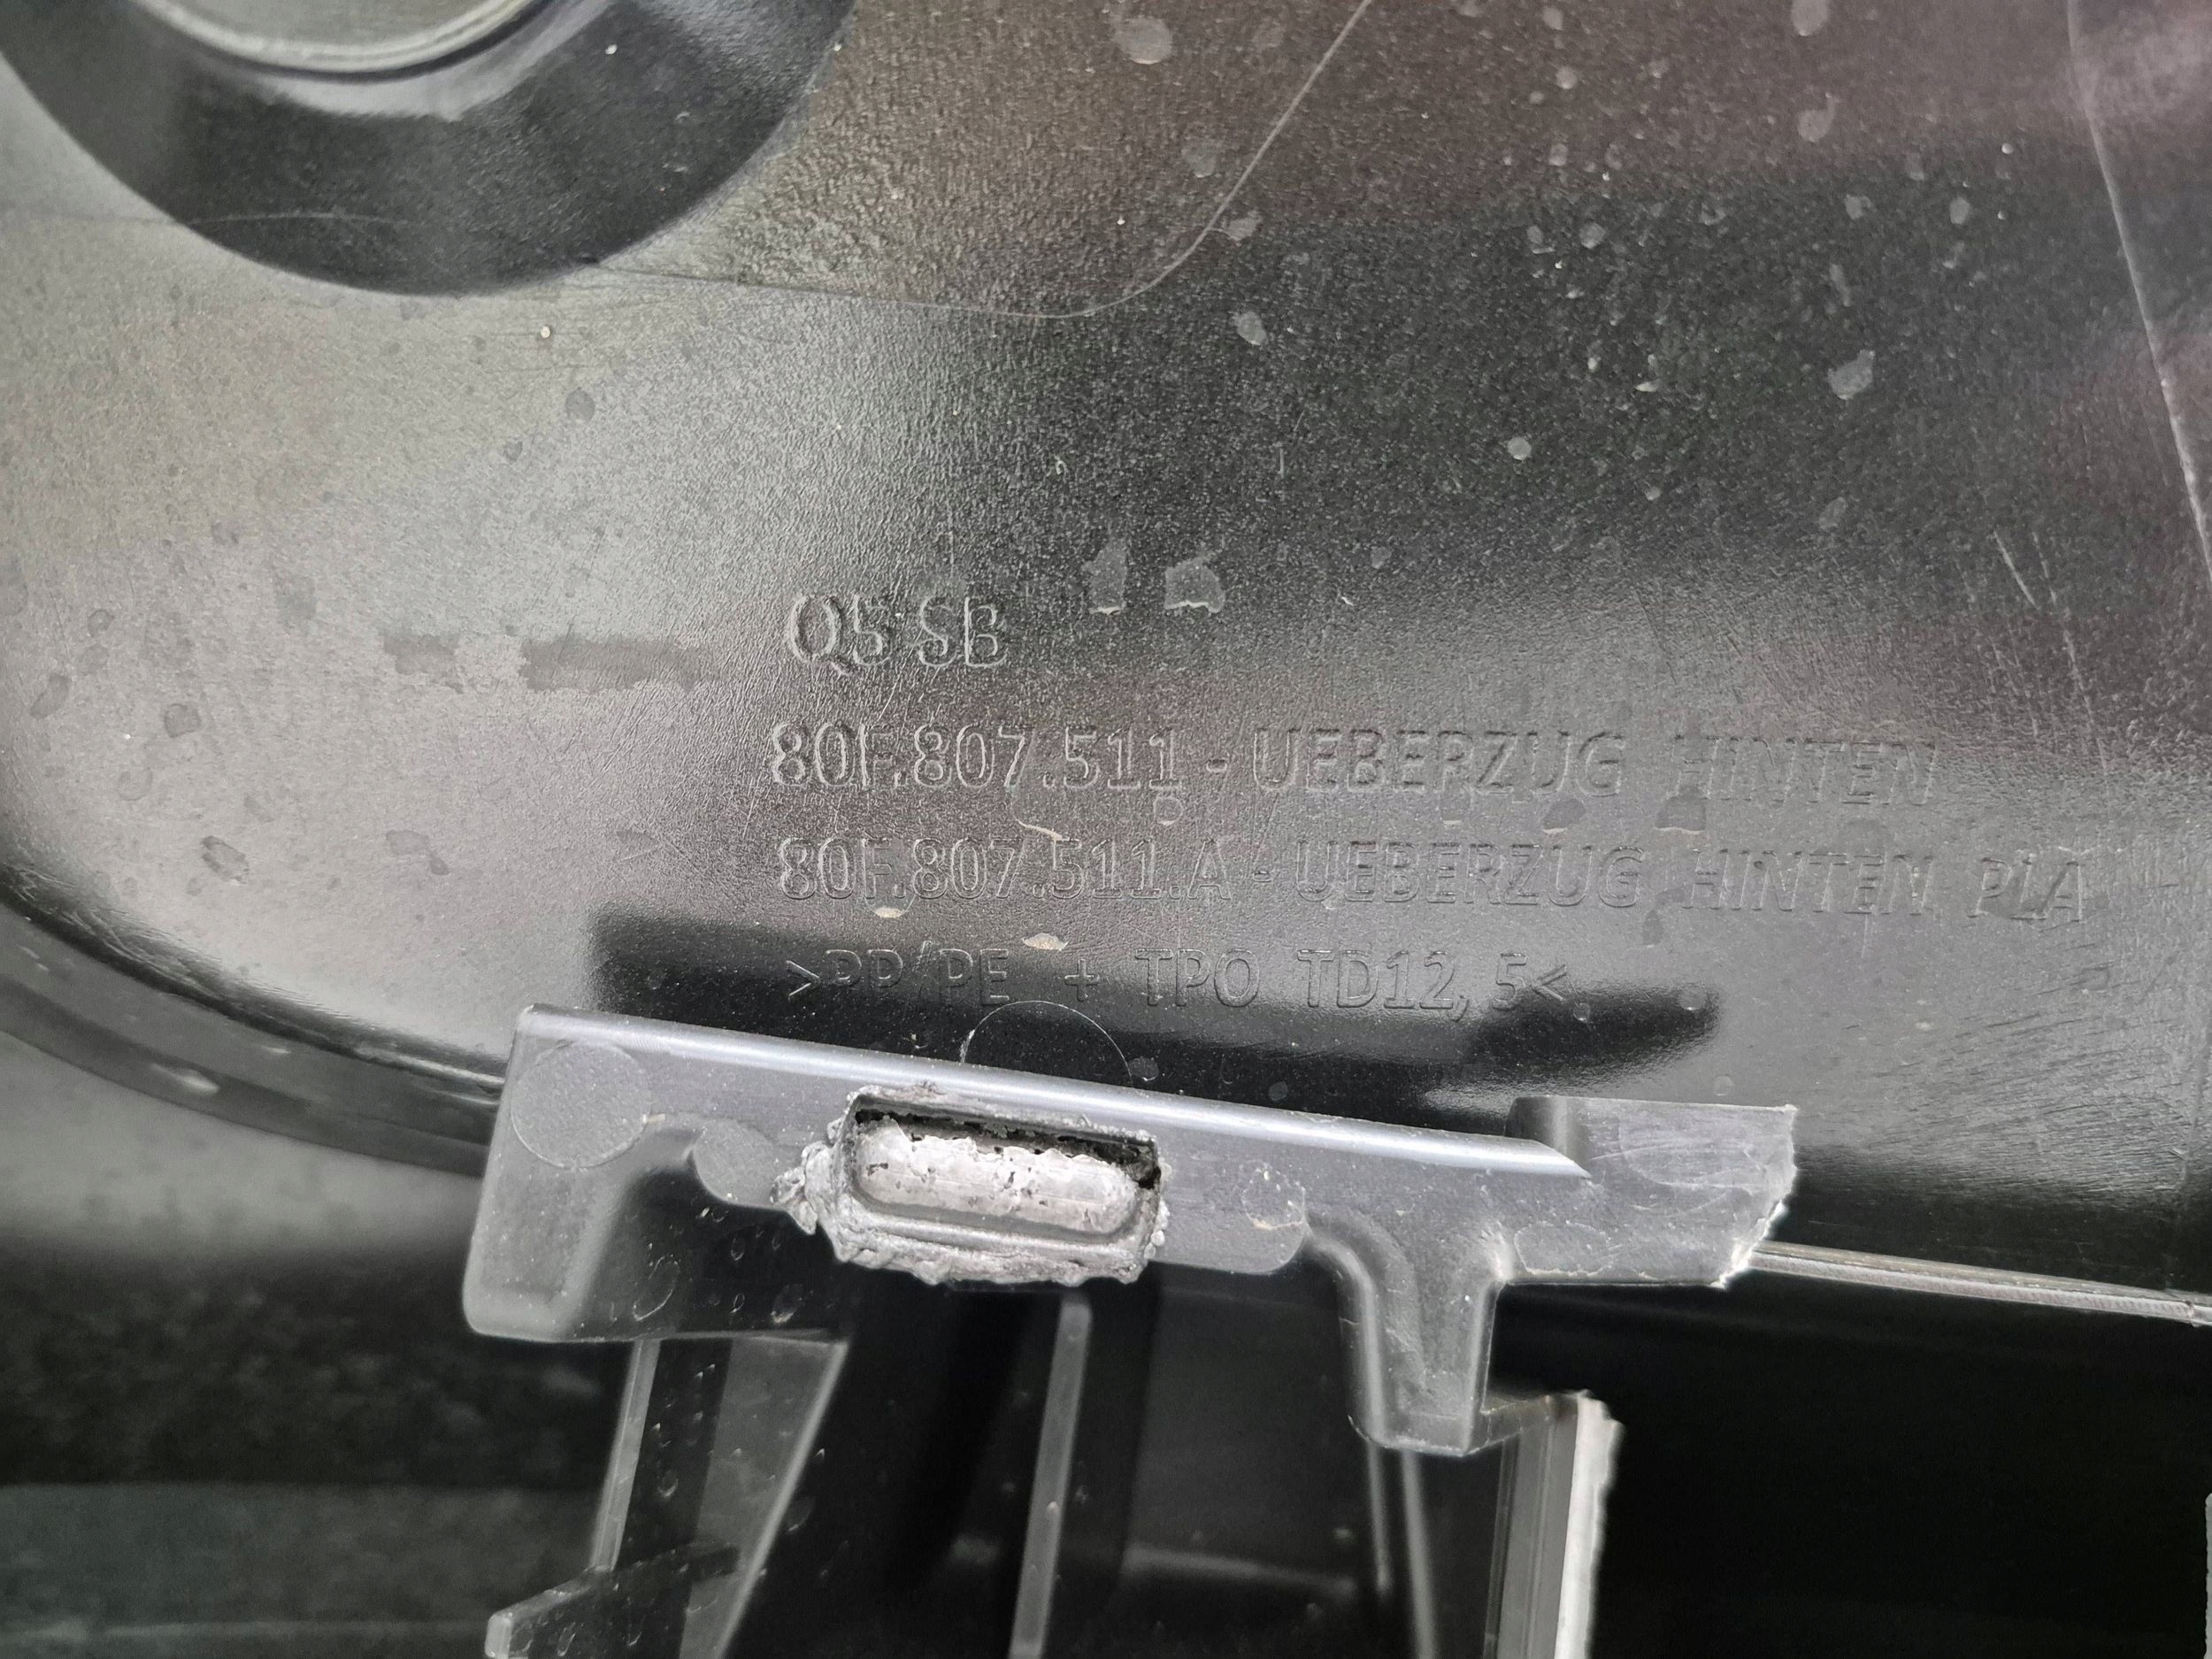 Q5 SB
80F.807.511 - UEBERZUG HINTEN
80F.807.511.A - UEBERZUG HINTEN PLA
>PP/PE + TPO TD12,5<